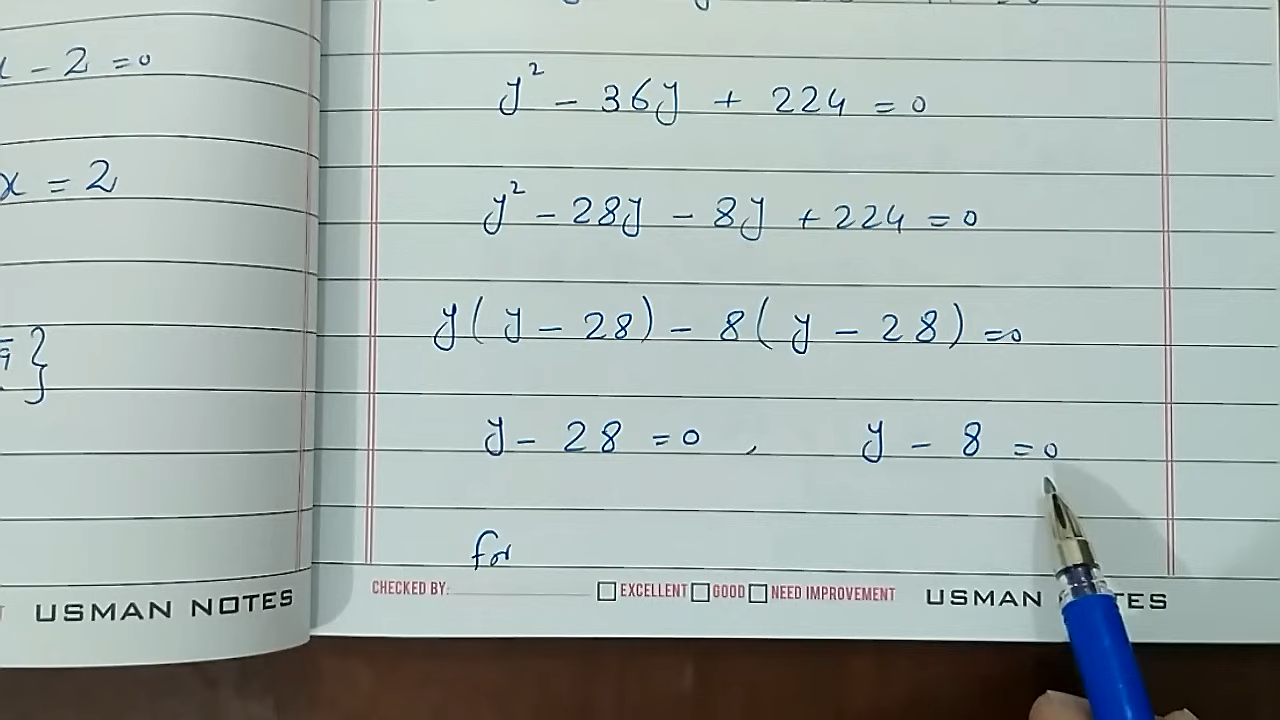 x - 2 = 0
x = 2
USMAN NOTES
y² - 36y + 224 = 0
y² - 28y - 8y + 224 = 0
y(y - 28) - 8(y - 28) = 0
y - 28 = 0 , y - 8 = 0
for
CHECKED BY: EXCELLENT GOOD NEED IMPROVEMENT USMAN